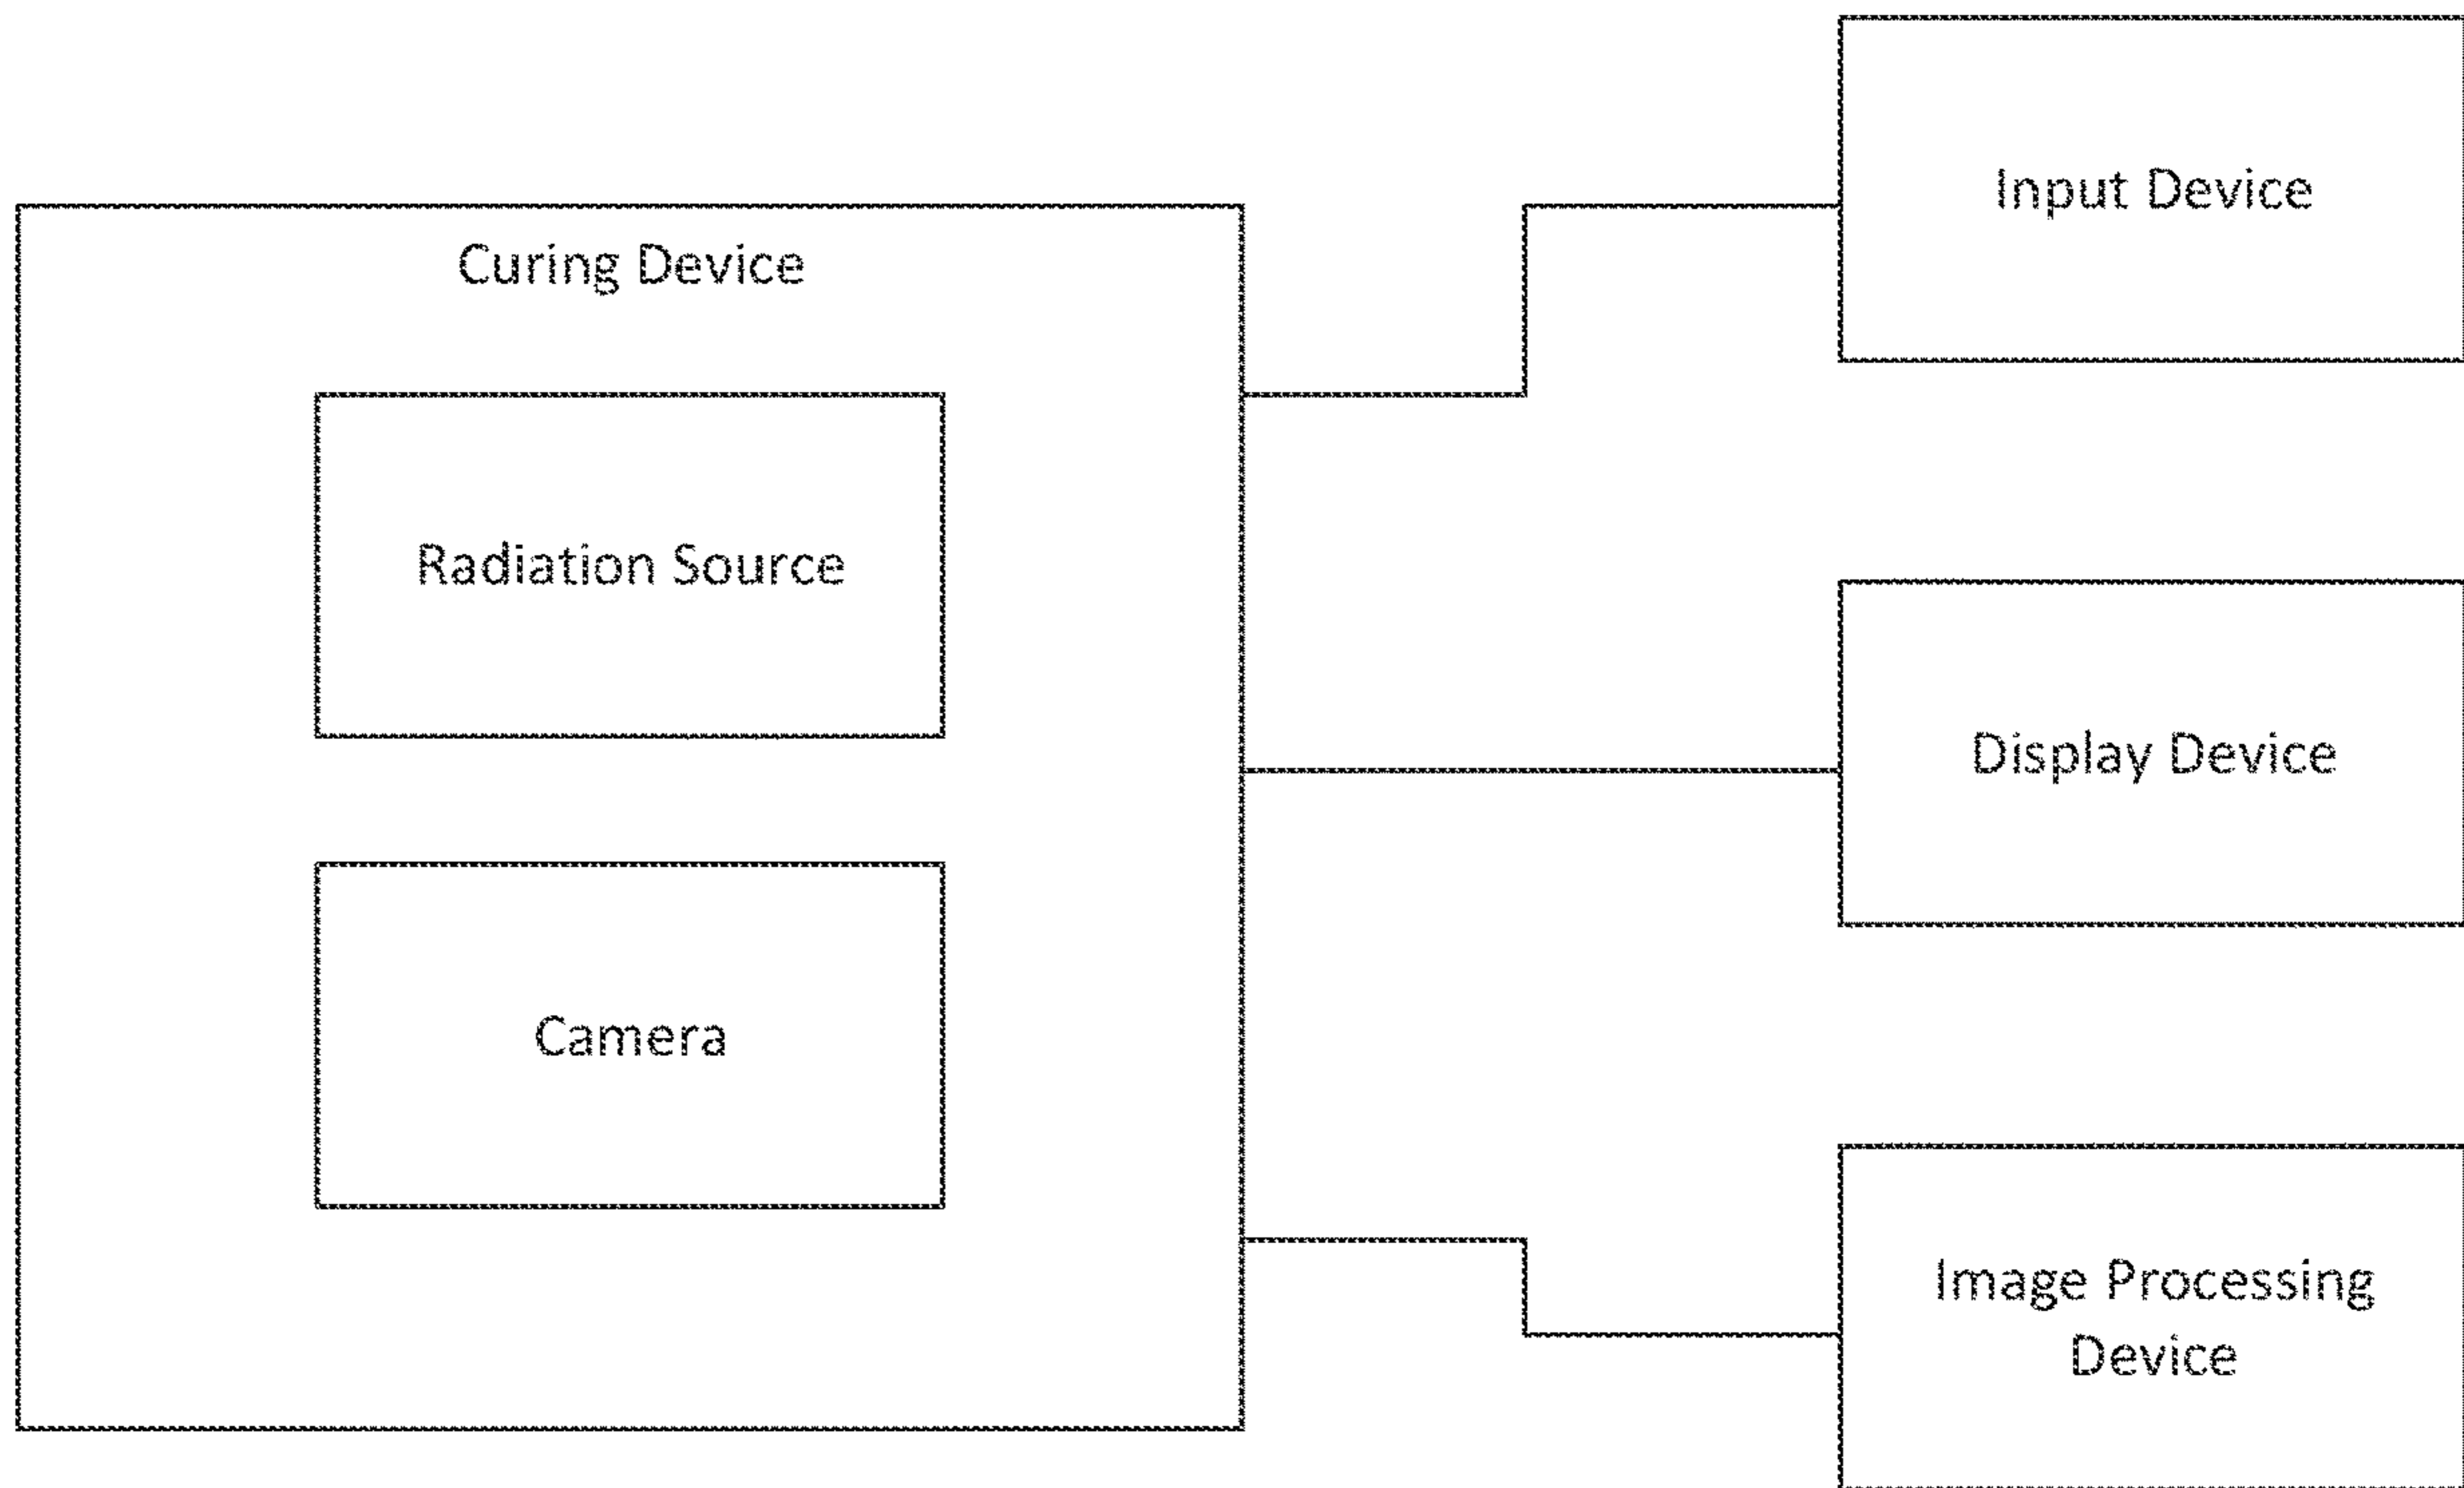 Curing Device
Radiation Source
Camera
Input Device
Display Device
Image Processing
Device